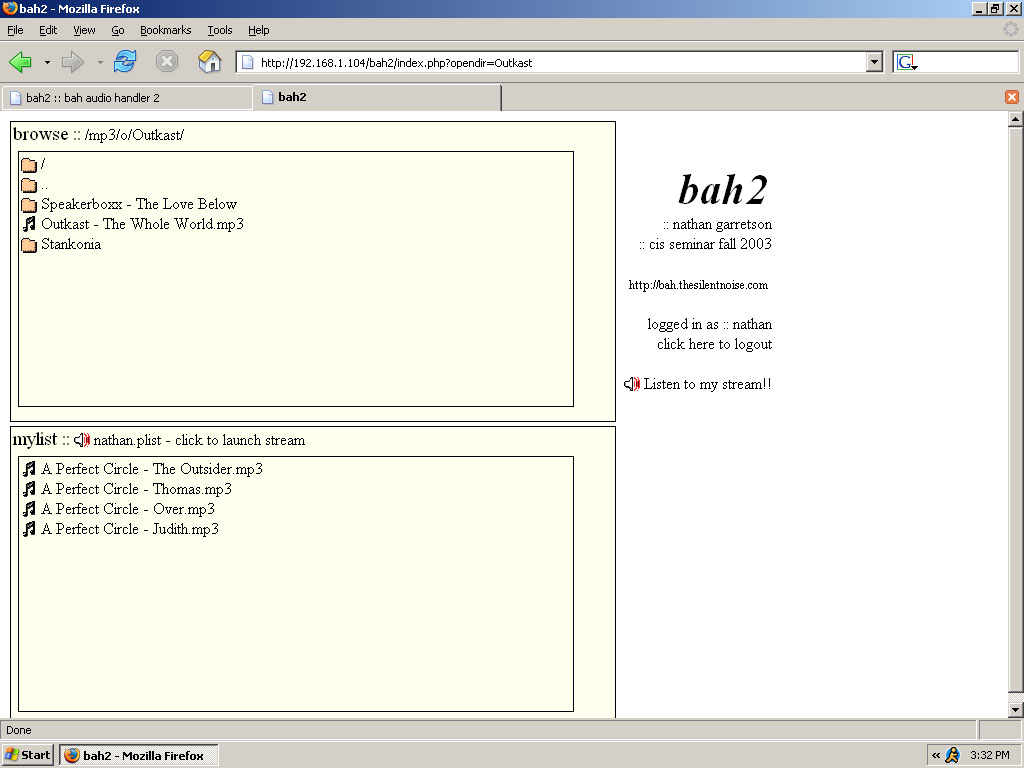 bah2 - Mozilla Firefox
File Edit View Go Bookmarks Tools Help
http://192.168.1.104/bah2/index.php?opendir=Outkast
G
bah2 :: bah audio handler 2
bah2
browse :: /mp3/o/Outkast/
/
..
Speakerboxx - The Love Below
Outkast - The Whole World.mp3
Stankonia
bah2
:: nathan garretson
:: cis seminar fall 2003
http://bah.thesilentnoise.com
logged in as :: nathan
click here to logout
Listen to my stream!!
mylist :: nathan.plist - click to launch stream
A Perfect Circle - The Outsider.mp3
A Perfect Circle - Thomas.mp3
A Perfect Circle - Over.mp3
A Perfect Circle - Judith.mp3
Done
Start bah2 - Mozilla Firefox « 3:32 PM